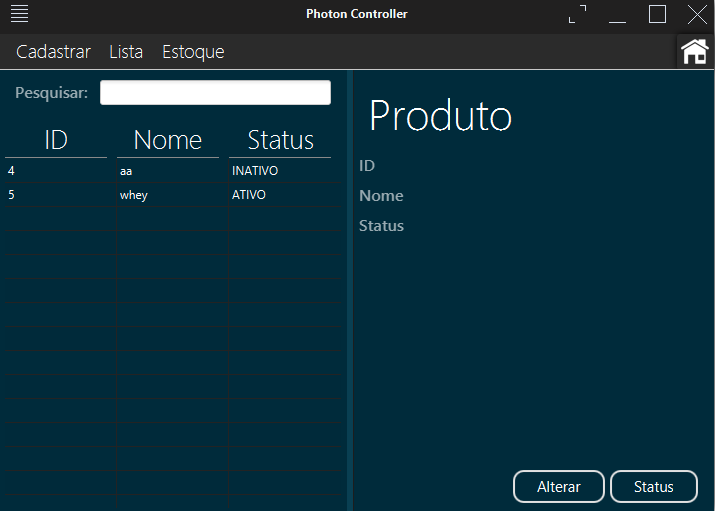 Photon Controller
Cadastrar Lista Estoque
Pesquisar:
ID Nome Status
4 aa INATIVO
5 whey ATIVO
Produto
ID
Nome
Status
Alterar Status